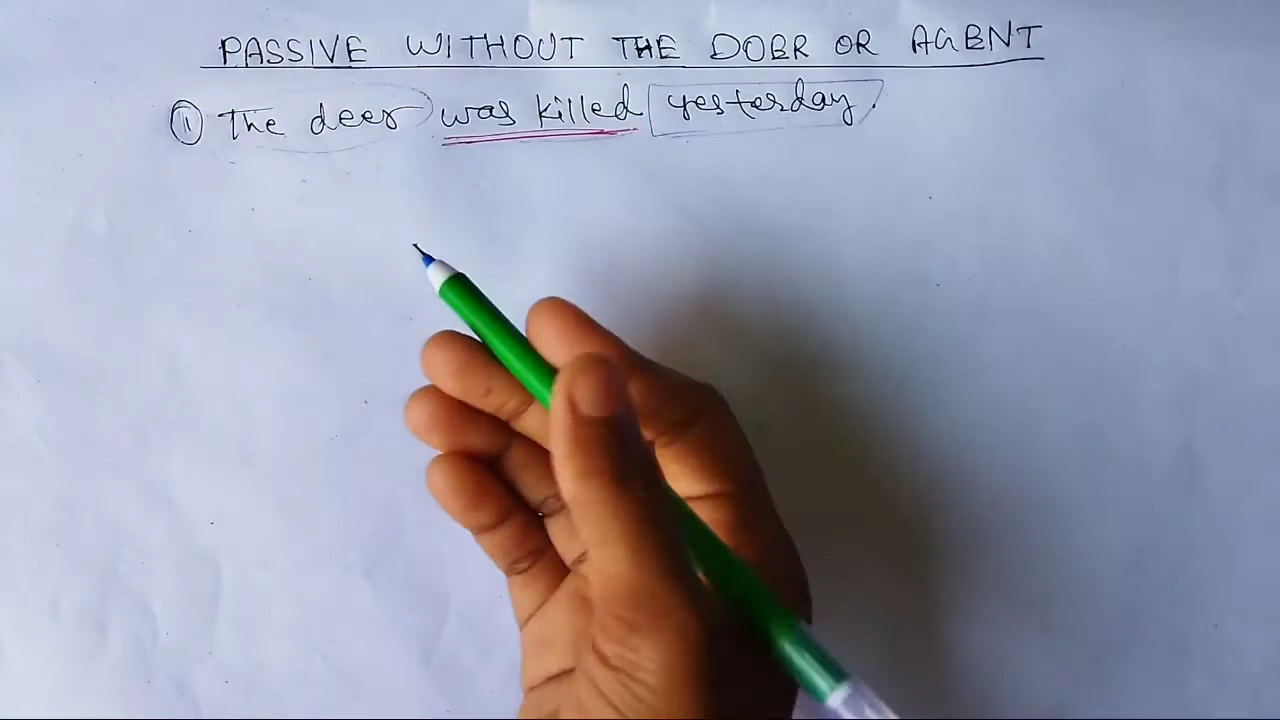 PASSIVE WITHOUT THE DOER OR AGENT
① The deer was killed yesterday.